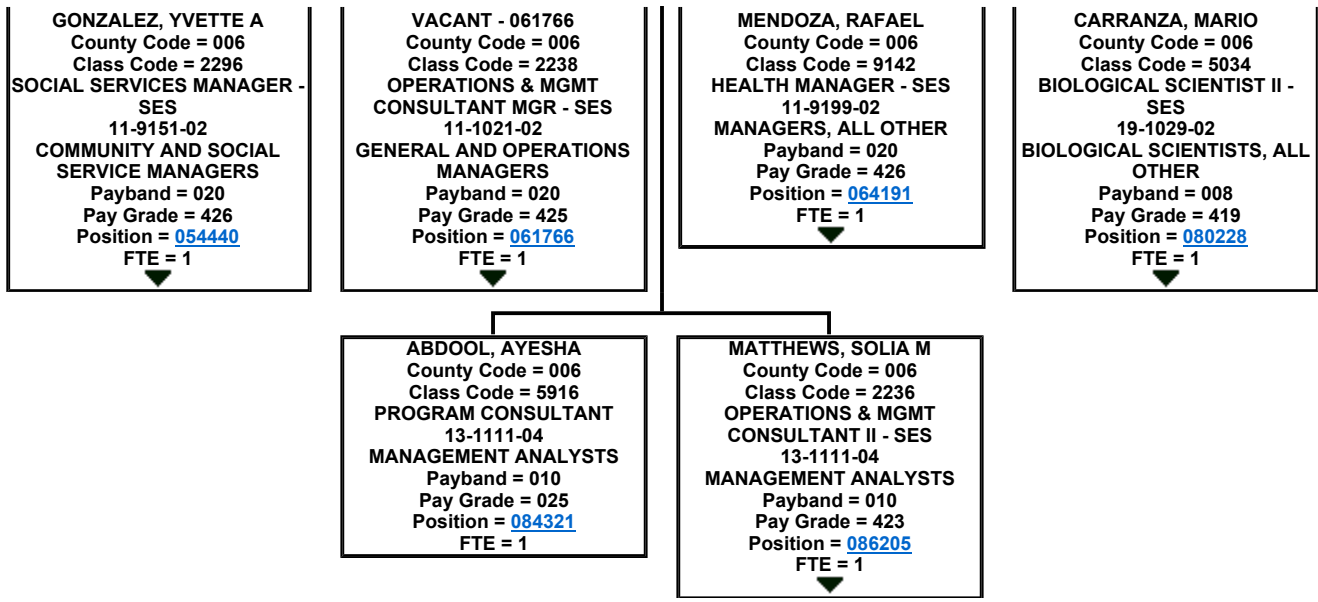 GONZALEZ, YVETTE A
County Code = 006
Class Code = 2296
SOCIAL SERVICES MANAGER -
SES
11-9151-02
COMMUNITY AND SOCIAL
SERVICE MANAGERS
Payband = 020
Pay Grade = 426
Position = 054440
FTE = 1
VACANT - 061766
County Code = 006
Class Code = 2238
OPERATIONS & MGMT
CONSULTANT MGR - SES
11-1021-02
GENERAL AND OPERATIONS
MANAGERS
Payband = 020
Pay Grade = 425
Position = 061766
FTE = 1
MENDOZA, RAFAEL
County Code = 006
Class Code = 9142
HEALTH MANAGER - SES
11-9199-02
MANAGERS, ALL OTHER
Payband = 020
Pay Grade = 426
Position = 064191
FTE = 1
CARRANZA, MARIO
County Code = 006
Class Code = 5034
BIOLOGICAL SCIENTIST II -
SES
19-1029-02
BIOLOGICAL SCIENTISTS, ALL
OTHER
Payband = 008
Pay Grade = 419
Position = 080228
FTE = 1
ABDOOL, AYESHA
County Code = 006
Class Code = 5916
PROGRAM CONSULTANT
13-1111-04
MANAGEMENT ANALYSTS
Payband = 010
Pay Grade = 025
Position = 084321
FTE = 1
MATTHEWS, SOLIA M
County Code = 006
Class Code = 2236
OPERATIONS & MGMT
CONSULTANT II - SES
13-1111-04
MANAGEMENT ANALYSTS
Payband = 010
Pay Grade = 423
Position = 086205
FTE = 1